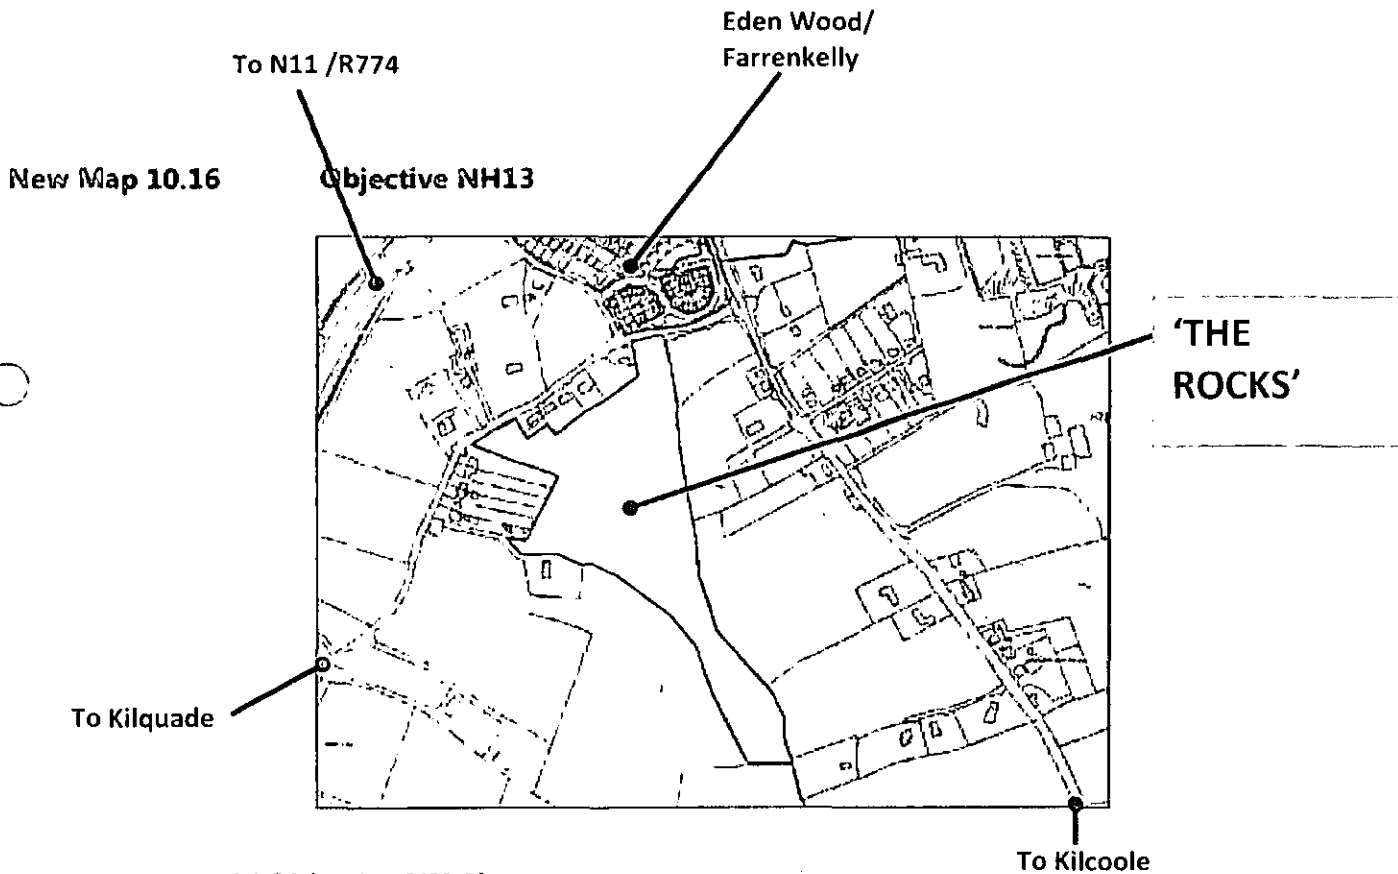 Eden Wood/
Farrenkelly
To N11 /R774
New Map 10.16 Objective NH13
'THE
ROCKS'
To Kilquade
To Kilcoole